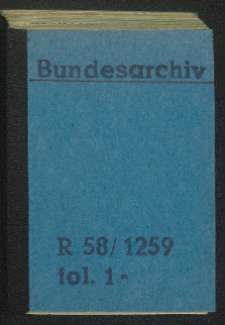 Bundesarchiv
R 58/1259
fol. 1-